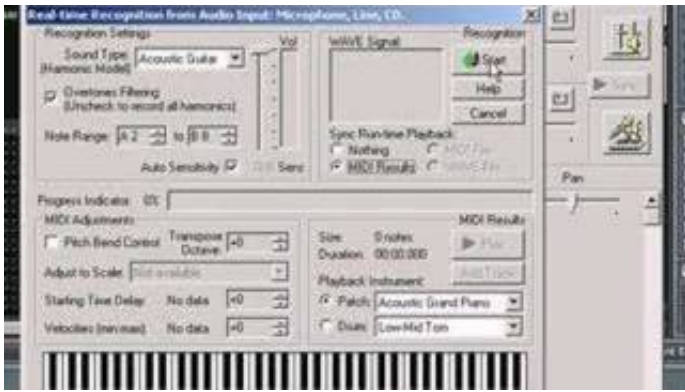 Real-time Recognition from Audio Input: Microphone, Line, CD..
Recognition Settings
Sound Type: Acoustic Guitar
(Harmonic Model)
Vol
Overtones Filtering
(Uncheck to record all harmonics)
Note Range: A 2 to B 8
Auto Sensitivity Sens
WAVE Signal
Recognition
Start
Help
Cancel
Sync Run-time Playback:
Nothing MIDI File
MIDI Results WAVE File
Sync
Pan
Progress Indicator: 0%
MIDI Adjustments
Pitch Bend Control Transpose Octave: +0
Adjust to Scale: Not available
Starting Time Delay No data +0
Velocities (min:max) No data +0
MIDI Results
Size: 0 notes
Duration: 00:00:000
Play
Add Track
Playback Instrument:
Patch: Acoustic Grand Piano
Drum: Low-Mid Tom